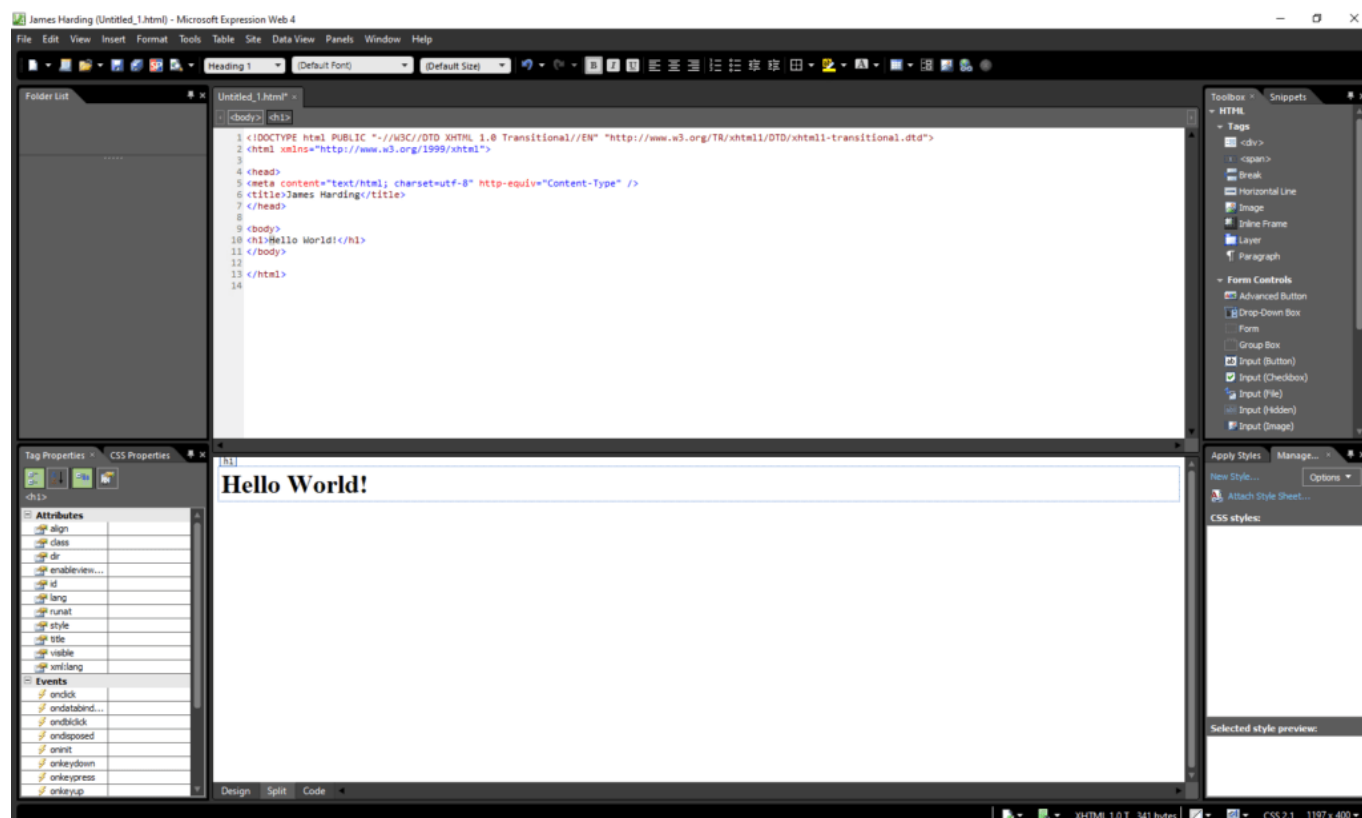 James Harding (Untitled_1.html) - Microsoft Expression Web 4
File Edit View Insert Format Tools Table Site Data View Panels Window Help
Heading 1 (Default Font) (Default Size) B I U
Folder List
Untitled_1.html*
<body> <h1>
1 <!DOCTYPE html PUBLIC "-//W3C//DTD XHTML 1.0 Transitional//EN" "http://www.w3.org/TR/xhtml1/DTD/xhtml1-transitional.dtd">
2 <html xmlns="http://www.w3.org/1999/xhtml">
3
4 <head>
5 <meta content="text/html; charset=utf-8" http-equiv="Content-Type" />
6 <title>James Harding</title>
7 </head>
8
9 <body>
10 <h1>Hello World!</h1>
11 </body>
12
13 </html>
14
Toolbox Snippets
HTML
Tags
<div>
<span>
Break
Horizontal Line
Image
Inline Frame
Layer
Paragraph
Form Controls
Advanced Button
Drop-Down Box
Form
Group Box
Input (Button)
Input (Checkbox)
Input (File)
Input (Hidden)
Input (Image)
Tag Properties CSS Properties
<h1>
Attributes
align
class
dir
enableview...
id
lang
runat
style
title
visible
xml:lang
Events
onclick
ondatabind...
ondblclick
ondisposed
oninit
onkeydown
onkeypress
onkeyup
h1
Hello World!
Design Split Code
Apply Styles Manage...
New Style... Options
Attach Style Sheet...
CSS styles:
Selected style preview:
XHTML 1.0 T 341 bytes CSS 2.1 1197 x 400